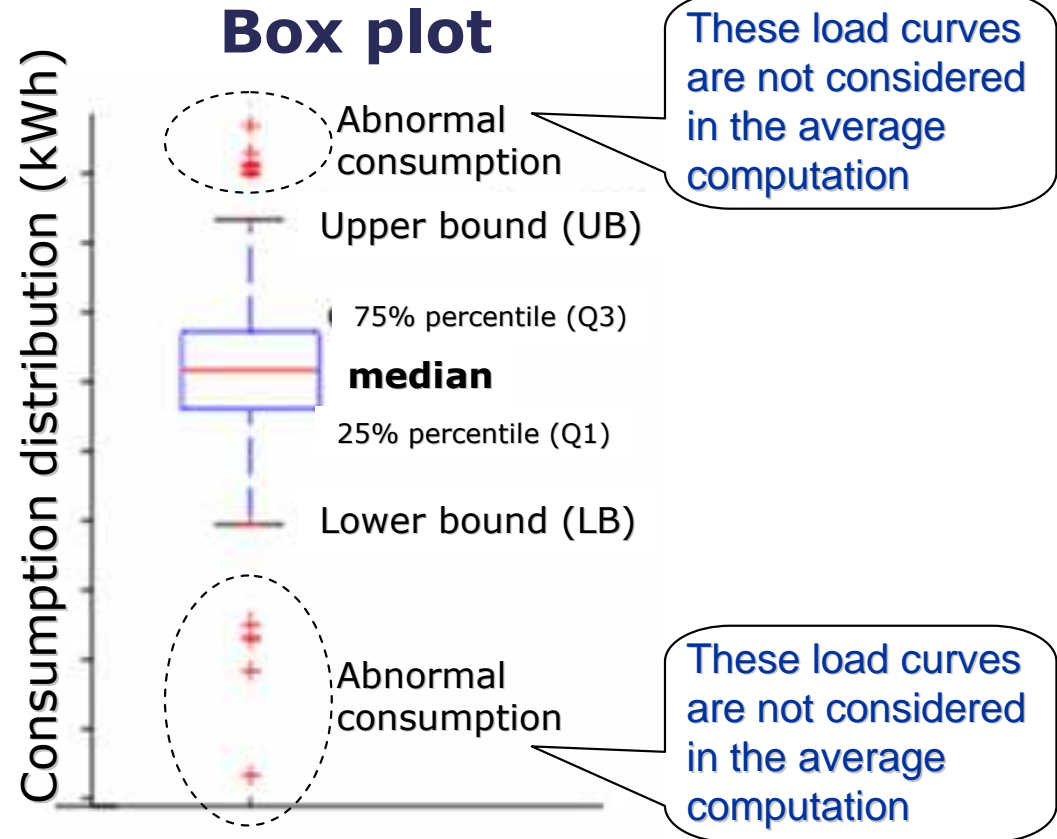 Box plot
Consumption distribution (kWh)
Abnormal
consumption
These load curves
are not considered
in the average
computation
Upper bound (UB)
75% percentile (Q3)
median
25% percentile (Q1)
Lower bound (LB)
Abnormal
consumption
These load curves
are not considered
in the average
computation